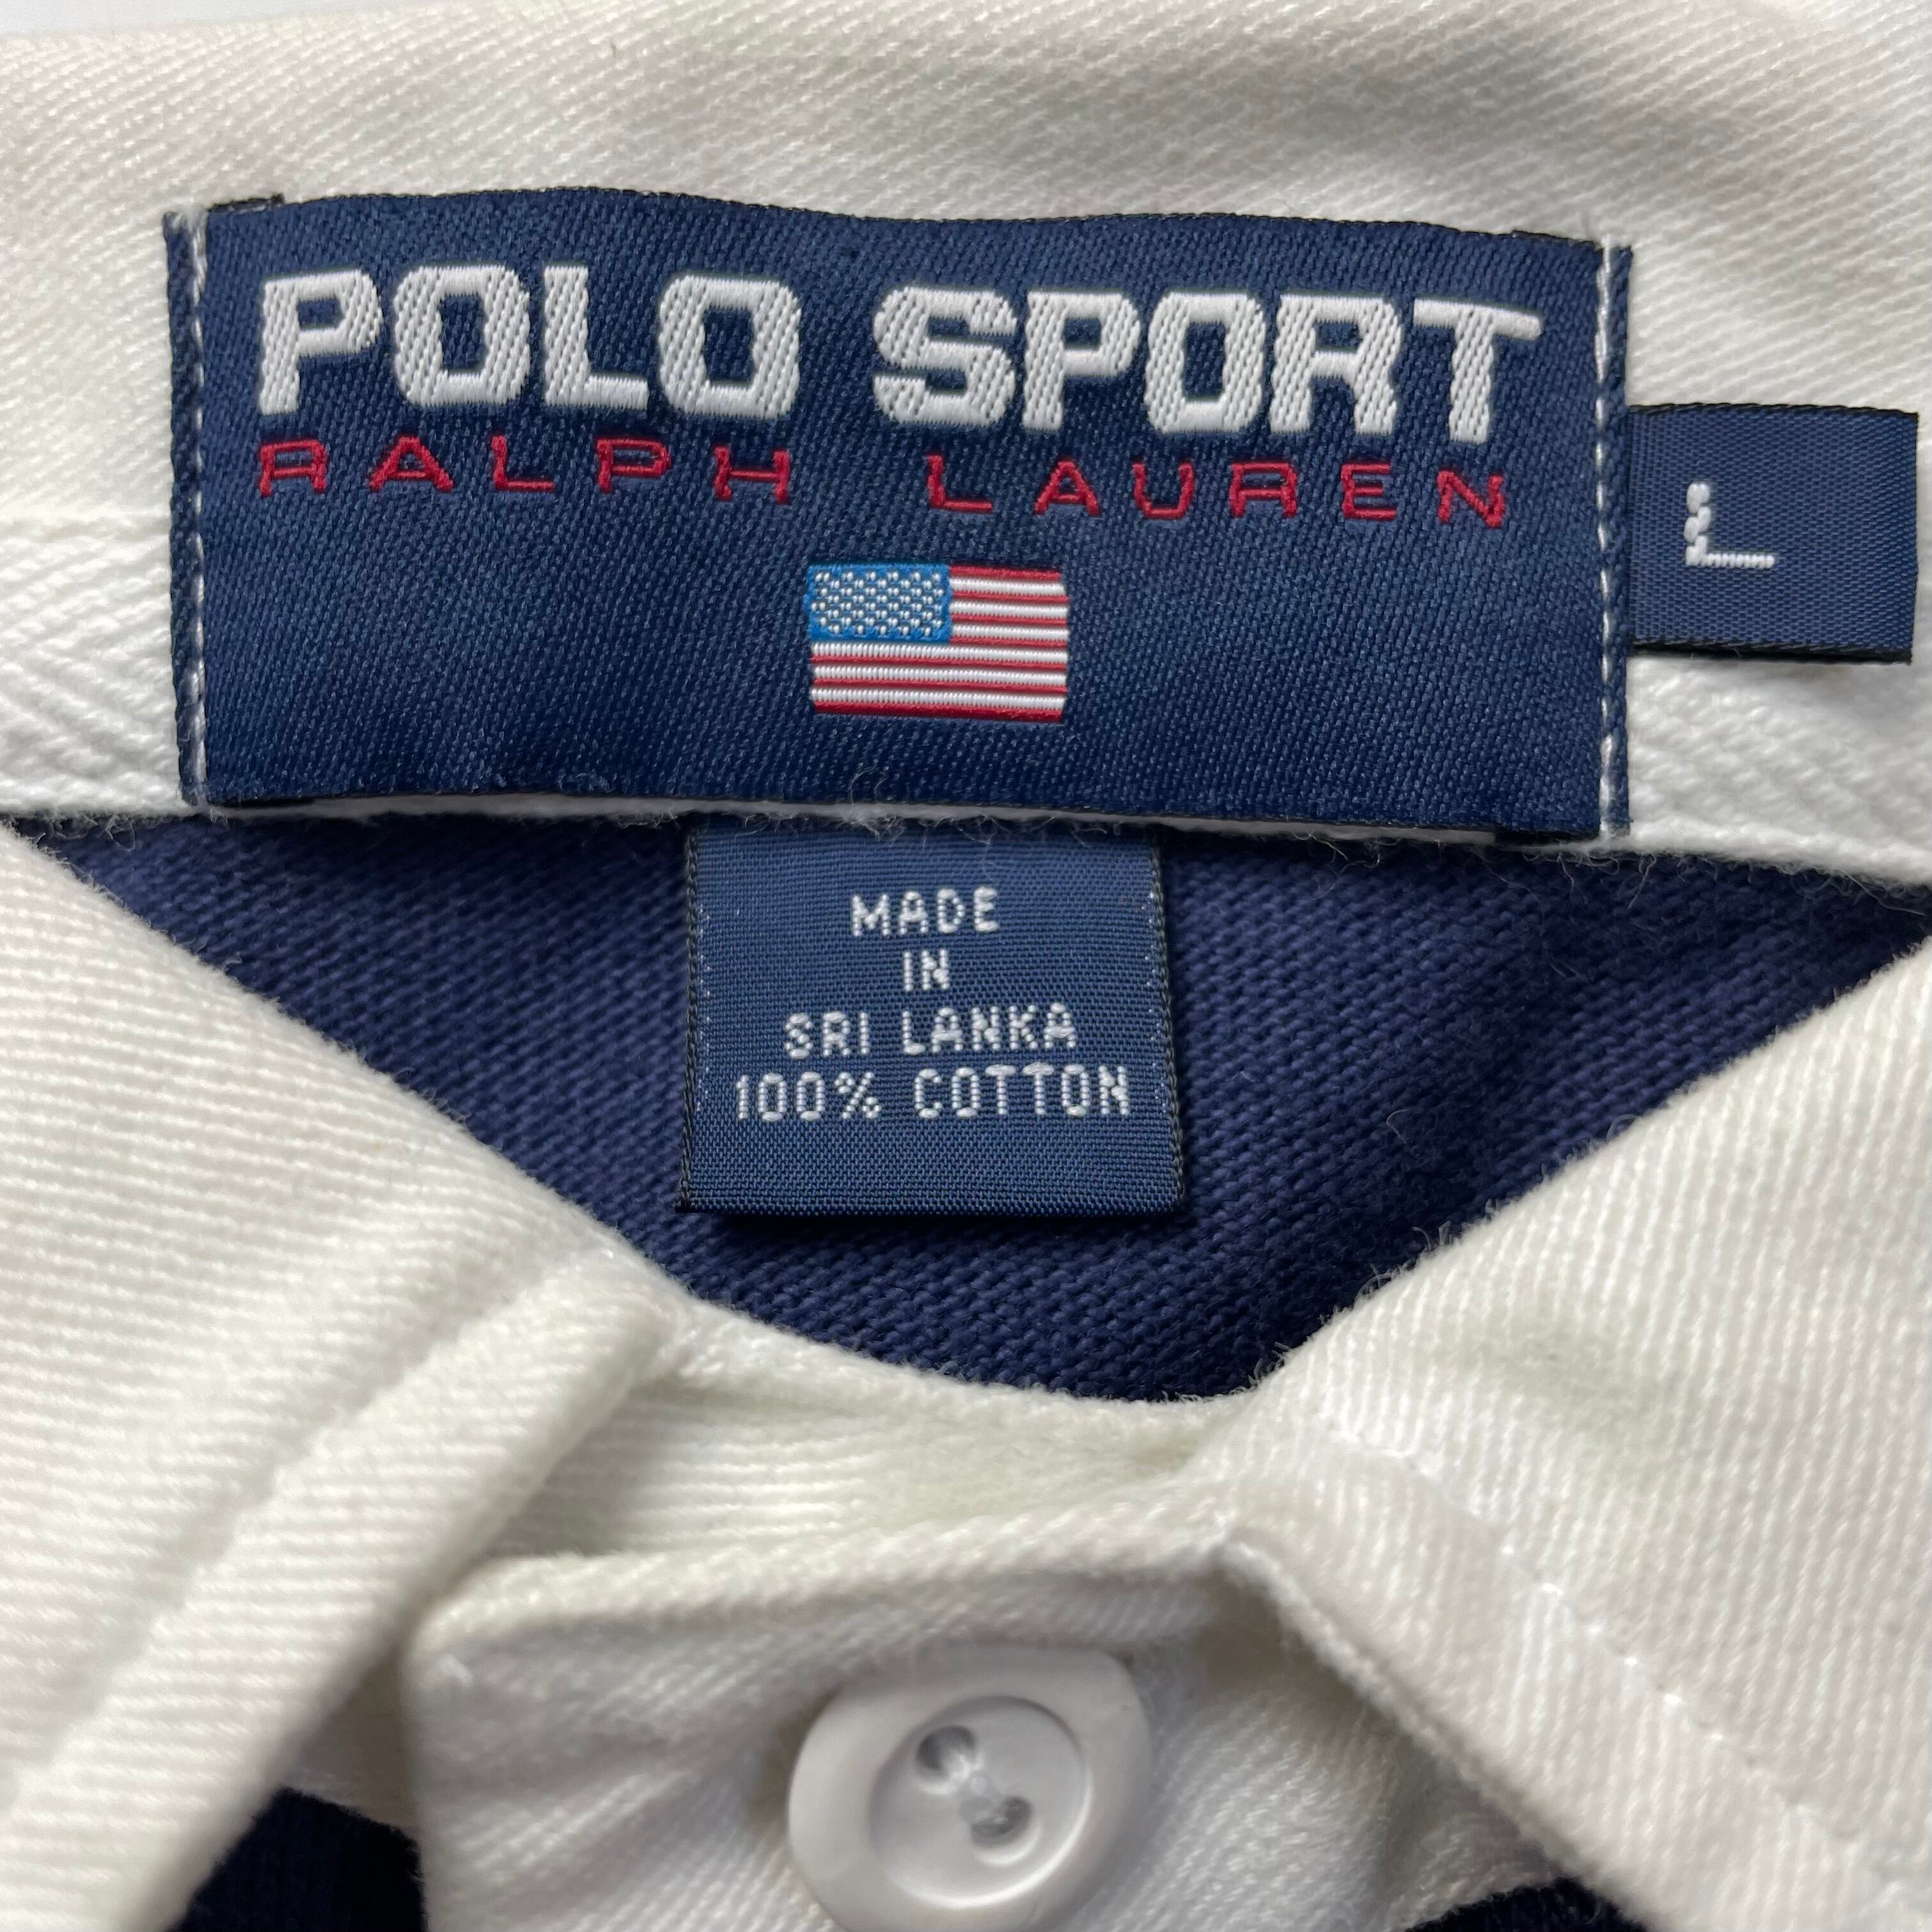 POLO SPORT
RALPH LAUREN
L
MADE
IN
SRI LANKA
100% COTTON